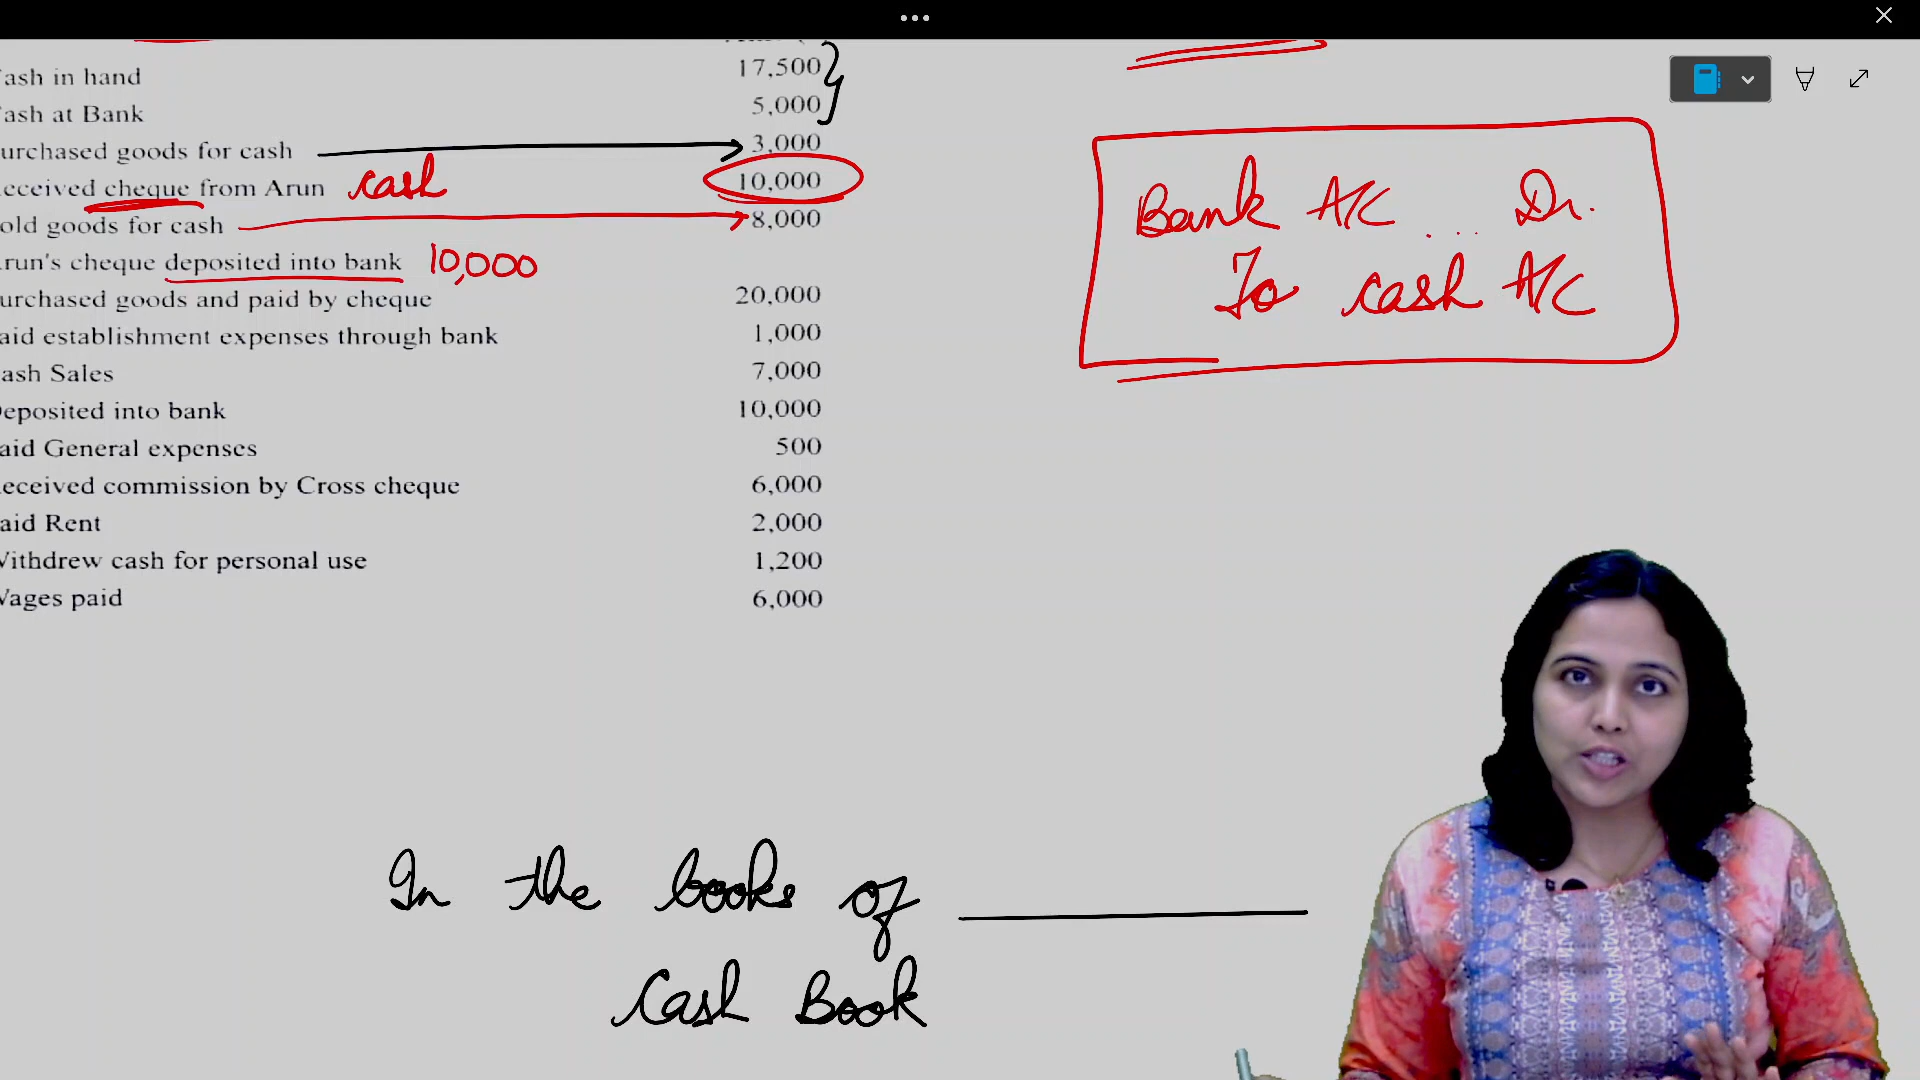 ash in hand 17,500
ash at Bank 5,000
urchased goods for cash 3,000
eceived cheque from Arun cash 10,000
old goods for cash 8,000
run's cheque deposited into bank 10,000
urchased goods and paid by cheque 20,000
aid establishment expenses through bank 1,000
ash Sales 7,000
eposited into bank 10,000
aid General expenses 500
eceived commission by Cross cheque 6,000
aid Rent 2,000
Withdrew cash for personal use 1,200
Wages paid 6,000
Bank A/C ... Dr.
To cash A/C
In the books of
Cash Book